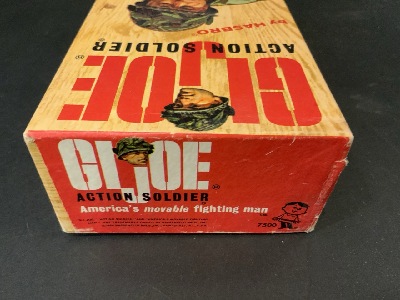 by HASBRO®
ACTION SOLDIER
GI JOE®
GI JOE®
ACTION SOLDIER
America's movable fighting man
7500